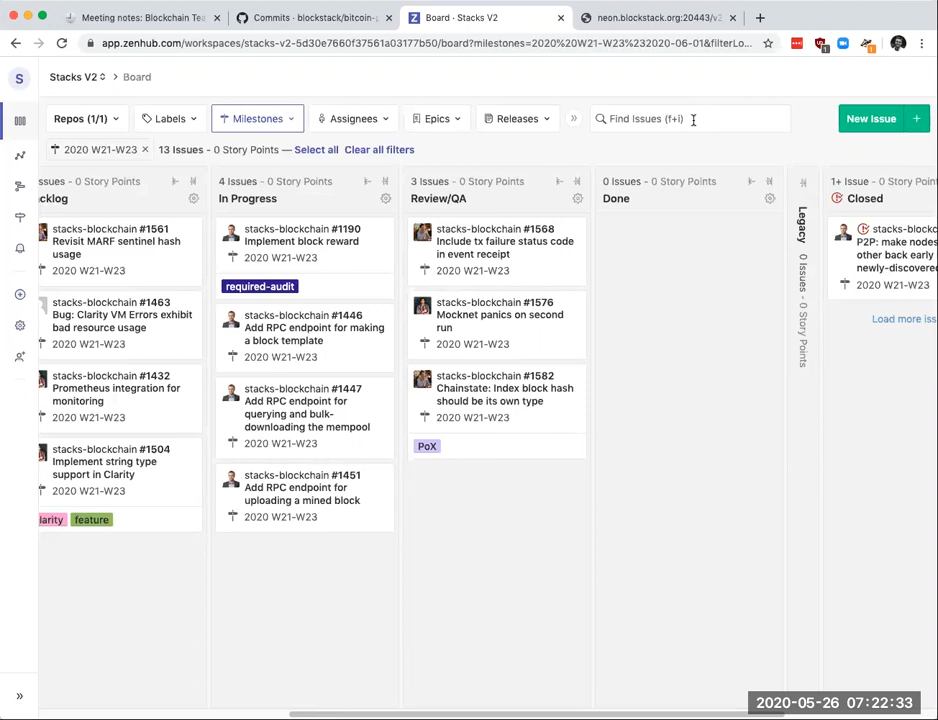 Meeting notes: Blockchain Tea
Commits · blockstack/bitcoin-
Board · Stacks V2
neon.blockstack.org:20443/v2
app.zenhub.com/workspaces/stacks-v2-5d30e7660f37561a03177b50/board?milestones=2020%20W21-W23%232020-06-01&filterLo...
S
Stacks V2 > Board
Repos (1/1)
Labels
Milestones
Assignees
Epics
Releases
Find Issues (f+i)
New Issue
2020 W21-W23 × 13 Issues - 0 Story Points — Select all Clear all filters
ssues - 0 Story Points
cklog
stacks-blockchain #1561
Revisit MARF sentinel hash
usage
2020 W21-W23
stacks-blockchain #1463
Bug: Clarity VM Errors exhibit
bad resource usage
2020 W21-W23
stacks-blockchain #1432
Prometheus integration for
monitoring
2020 W21-W23
stacks-blockchain #1504
Implement string type
support in Clarity
2020 W21-W23
larity feature
4 Issues - 0 Story Points
In Progress
stacks-blockchain #1190
Implement block reward
2020 W21-W23
required-audit
stacks-blockchain #1446
Add RPC endpoint for making
a block template
2020 W21-W23
stacks-blockchain #1447
Add RPC endpoint for
querying and bulk-
downloading the mempool
2020 W21-W23
stacks-blockchain #1451
Add RPC endpoint for
uploading a mined block
2020 W21-W23
3 Issues - 0 Story Points
Review/QA
stacks-blockchain #1568
Include tx failure status code
in event receipt
2020 W21-W23
stacks-blockchain #1576
Mocknet panics on second
run
2020 W21-W23
stacks-blockchain #1582
Chainstate: Index block hash
should be its own type
2020 W21-W23
PoX
0 Issues - 0 Story Points
Done
Legacy 0 Issues - 0 Story Points
1+ Issue - 0 Story Poin
Closed
stacks-blockc
P2P: make nodes
other back early
newly-discovere
2020 W21-W23
Load more iss
2020-05-26 07:22:33